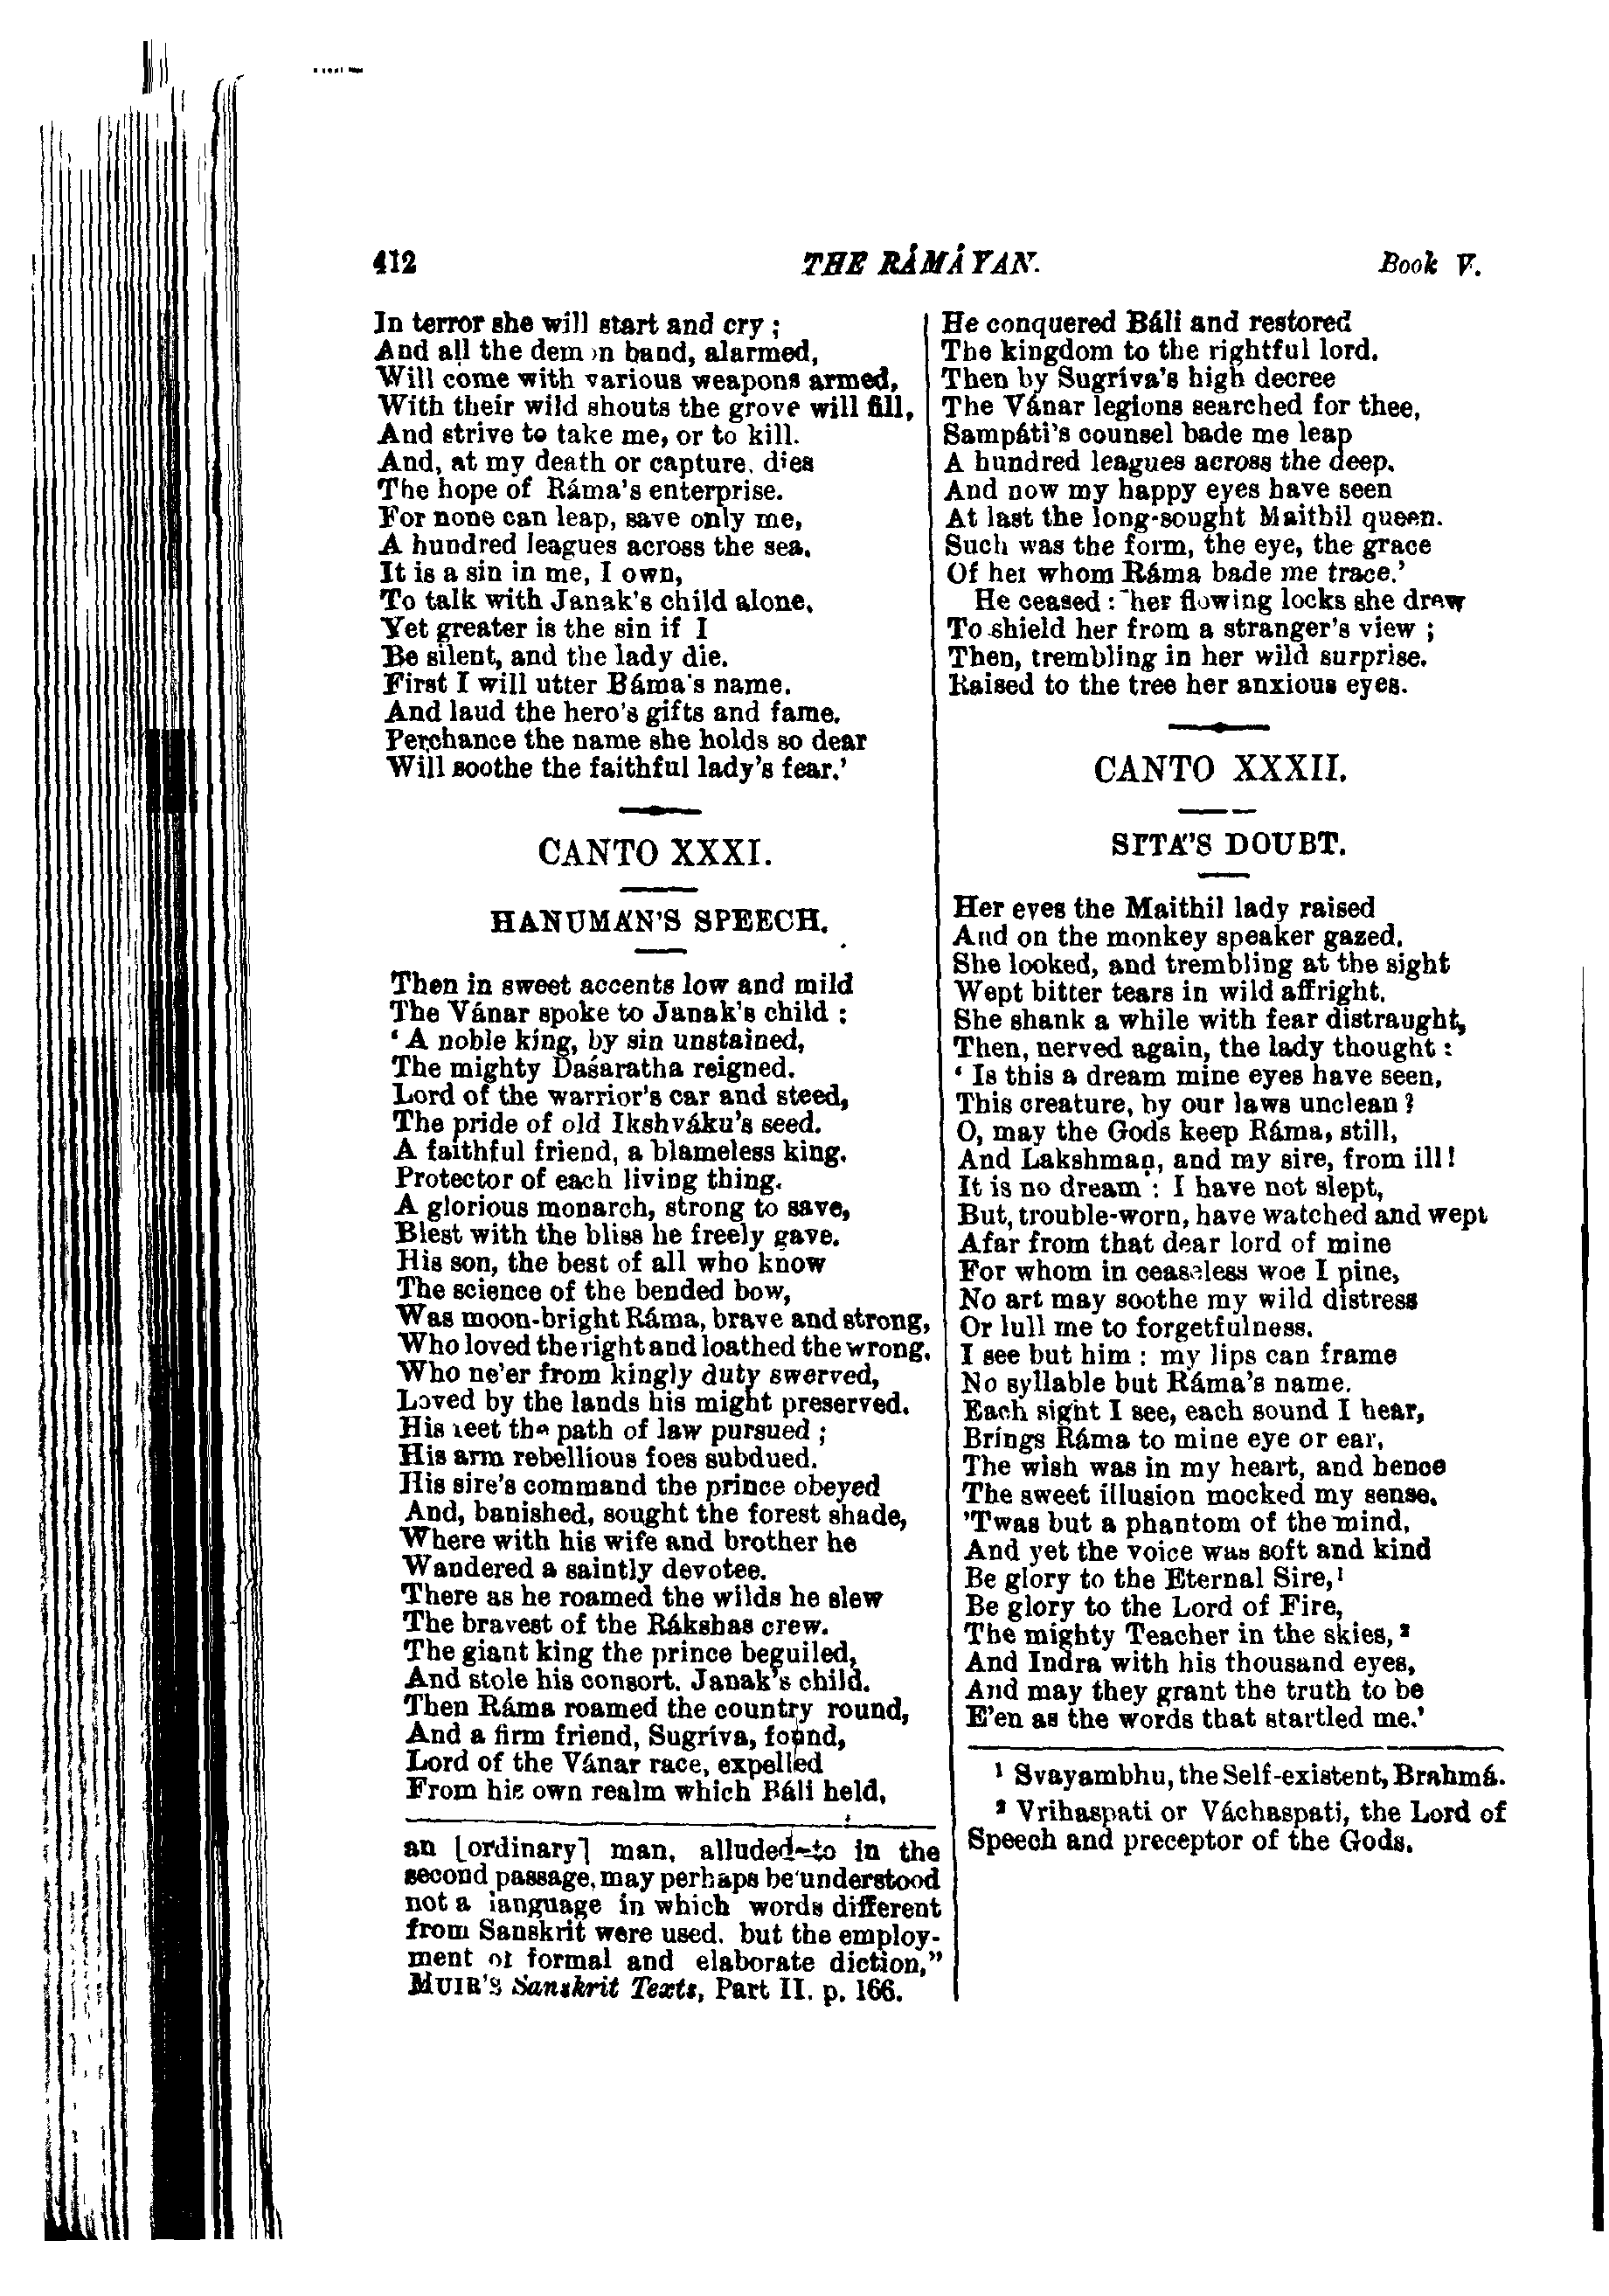 412 THE RÁMÁYAN. Book V.
In terror she will start and cry ;
And all the demon band, alarmed,
Will come with various weapons armed,
With their wild shouts the grove will fill,
And strive to take me, or to kill.
And, at my death or capture, dies
The hope of Ráma's enterprise.
For none can leap, save only me,
A hundred leagues across the sea.
It is a sin in me, I own,
To talk with Janak's child alone.
Yet greater is the sin if I
Be silent, and the lady die.
First I will utter Ráma's name,
And laud the hero's gifts and fame.
Perchance the name she holds so dear
Will soothe the faithful lady's fear.'
CANTO XXXI.
HANUMÁN'S SPEECH.
Then in sweet accents low and mild
The Vánar spoke to Janak's child :
' A noble king, by sin unstained,
The mighty Daśaratha reigned.
Lord of the warrior's car and steed,
The pride of old Ikshváku's seed.
A faithful friend, a blameless king,
Protector of each living thing.
A glorious monarch, strong to save,
Blest with the bliss he freely gave.
His son, the best of all who know
The science of the bended bow,
Was moon-bright Ráma, brave and strong,
Who loved the right and loathed the wrong.
Who ne'er from kingly duty swerved,
Loved by the lands his might preserved.
His feet the path of law pursued ;
His arm rebellious foes subdued.
His sire's command the prince obeyed
And, banished, sought the forest shade,
Where with his wife and brother he
Wandered a saintly devotee.
There as he roamed the wilds he slew
The bravest of the Rákshas crew.
The giant king the prince beguiled,
And stole his consort, Janak's child.
Then Ráma roamed the country round,
And a firm friend, Sugríva, found,
Lord of the Vánar race, expelled
From his own realm which Báli held,
an [ordinary] man, alluded to in the
second passage, may perhaps be understood
not a language in which words different
from Sanskrit were used, but the employ-
ment of formal and elaborate diction,"
MUIR'S Sanskrit Texts, Part II. p. 166.
He conquered Báli and restored
The kingdom to the rightful lord.
Then by Sugríva's high decree
The Vánar legions searched for thee,
Sampáti's counsel bade me leap
A hundred leagues across the deep.
And now my happy eyes have seen
At last the long-sought Maithil queen.
Such was the form, the eye, the grace
Of her whom Ráma bade me trace.'
He ceased : her flowing locks she drew
To shield her from a stranger's view ;
Then, trembling in her wild surprise,
Raised to the tree her anxious eyes.
CANTO XXXII.
SÍTÁ'S DOUBT.
Her eyes the Maithil lady raised
And on the monkey speaker gazed.
She looked, and trembling at the sight
Wept bitter tears in wild affright.
She shank a while with fear distraught,
Then, nerved again, the lady thought :
' Is this a dream mine eyes have seen,
This creature, by our laws unclean ?
O, may the Gods keep Ráma, still,
And Lakshmaṇ, and my sire, from ill!
It is no dream : I have not slept,
But, trouble-worn, have watched and wept
Afar from that dear lord of mine
For whom in ceaseless woe I pine,
No art may soothe my wild distress
Or lull me to forgetfulness.
I see but him : my lips can frame
No syllable but Ráma's name.
Each sight I see, each sound I hear,
Brings Ráma to mine eye or ear,
The wish was in my heart, and hence
The sweet illusion mocked my sense.
'Twas but a phantom of the mind,
And yet the voice was soft and kind
Be glory to the Eternal Sire,¹
Be glory to the Lord of Fire,
The mighty Teacher in the skies,²
And Indra with his thousand eyes,
And may they grant the truth to be
E'en as the words that startled me.'
¹ Svayambhu, the Self-existent, Brahmá.
² Vrihaspati or Váchaspati, the Lord of
Speech and preceptor of the Gods.